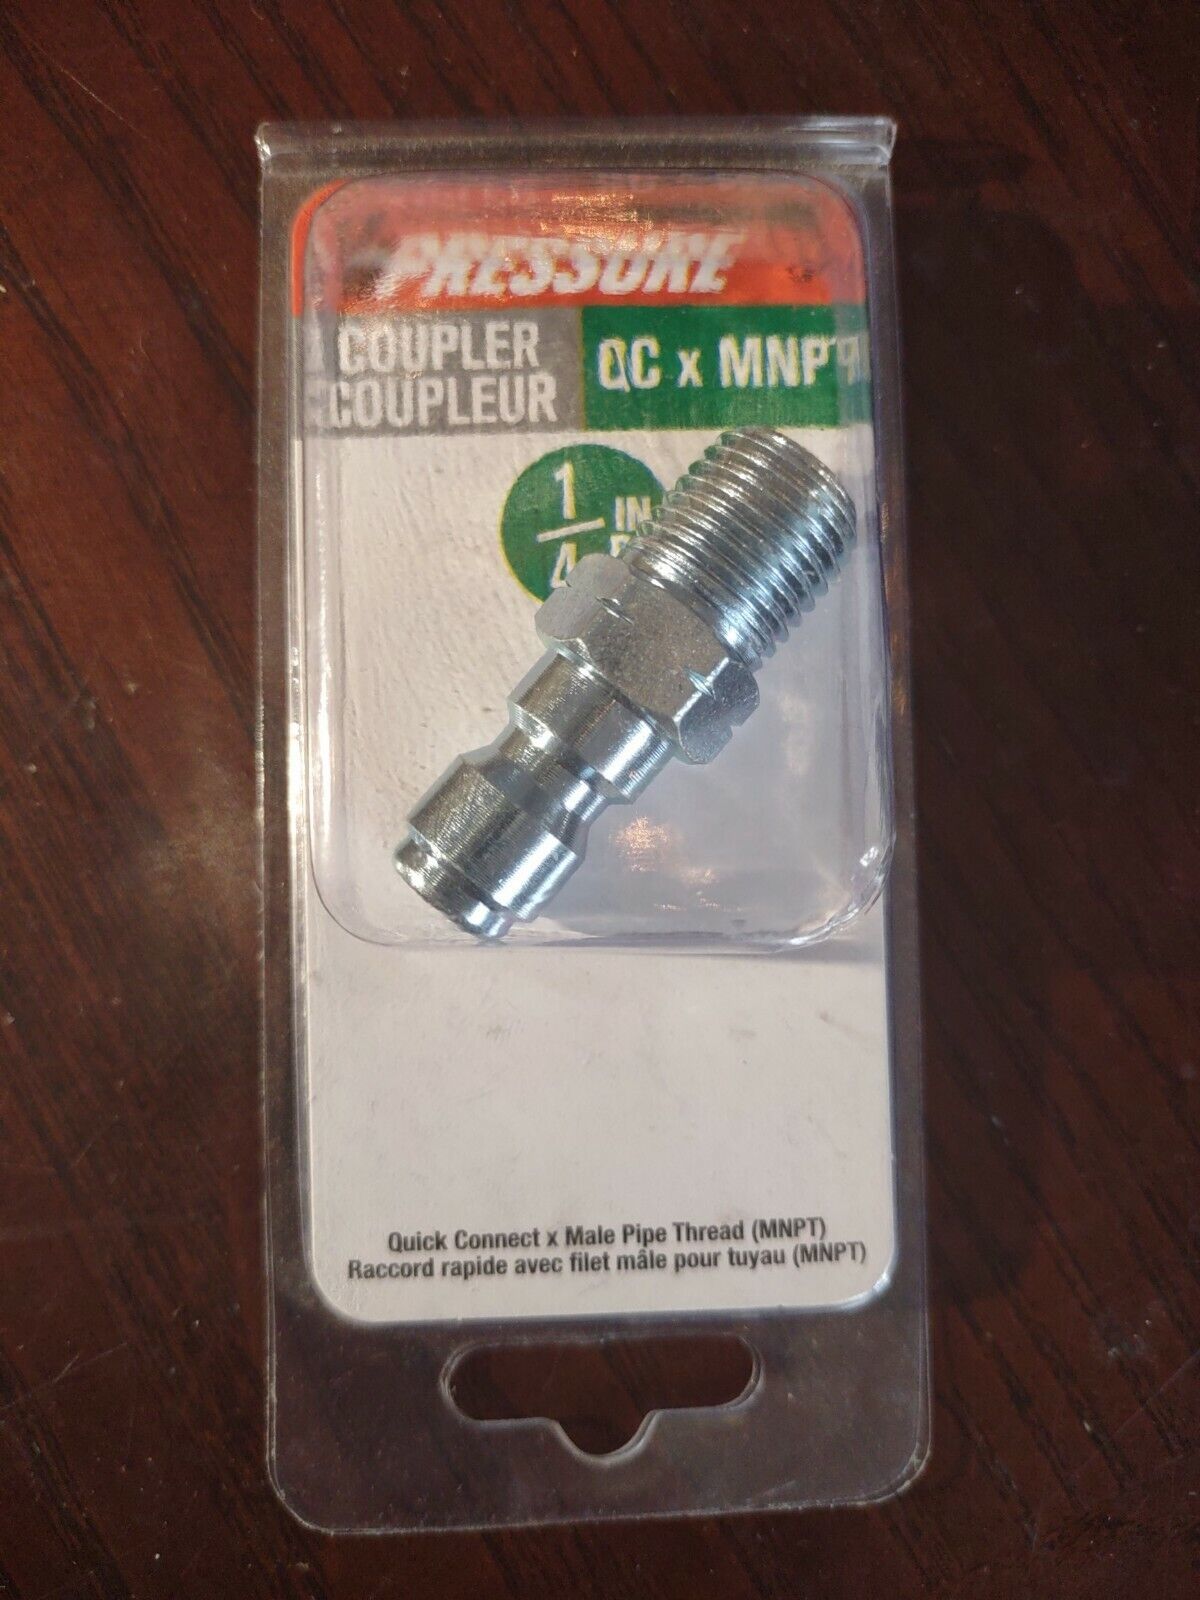 PRESSURE
COUPLER
COUPLEUR
QC x MNPT
1/4 IN
Quick Connect x Male Pipe Thread (MNPT)
Raccord rapide avec filet mâle pour tuyau (MNPT)